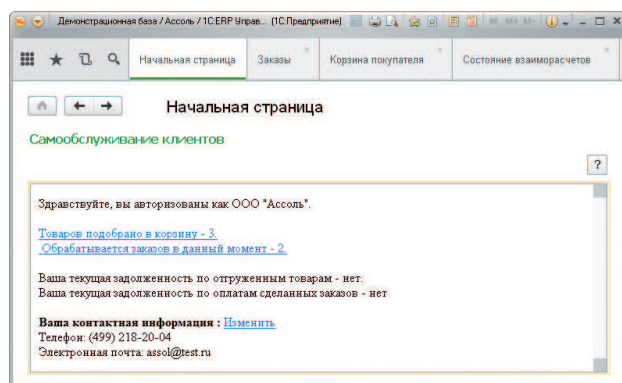 Демонстрационная база / Ассоль / 1С:ERP Управ... (1С:Предприятие)
M M+ M-
Начальная страница
Заказы
Корзина покупателя
Состояние взаиморасчетов
Начальная страница
Самообслуживание клиентов
?
Здравствуйте, вы авторизованы как ООО "Ассоль".
Товаров подобрано в корзину - 3.
Обрабатывается заказов в данный момент - 2.
Ваша текущая задолженность по отгруженным товарам - нет.
Ваша текущая задолженность по оплатам сделанных заказов - нет
Ваша контактная информация : Изменить
Телефон: (499) 218-20-04
Электронная почта: assol@test.ru